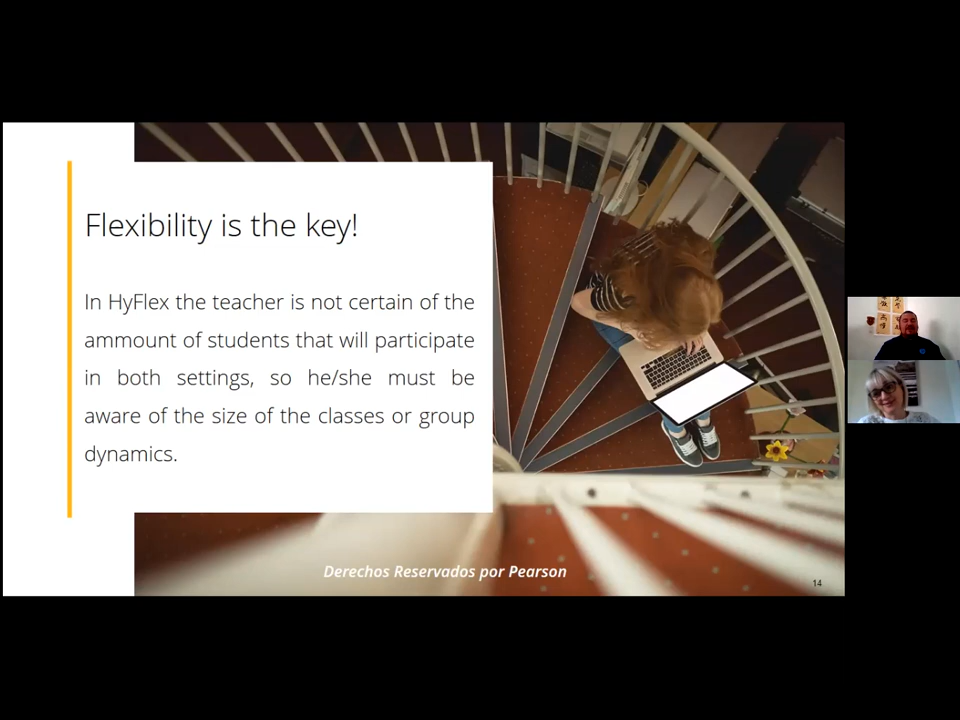 Flexibility is the key!
In HyFlex the teacher is not certain of the
ammount of students that will participate
in both settings, so he/she must be
aware of the size of the classes or group
dynamics.
Derechos Reservados por Pearson
14